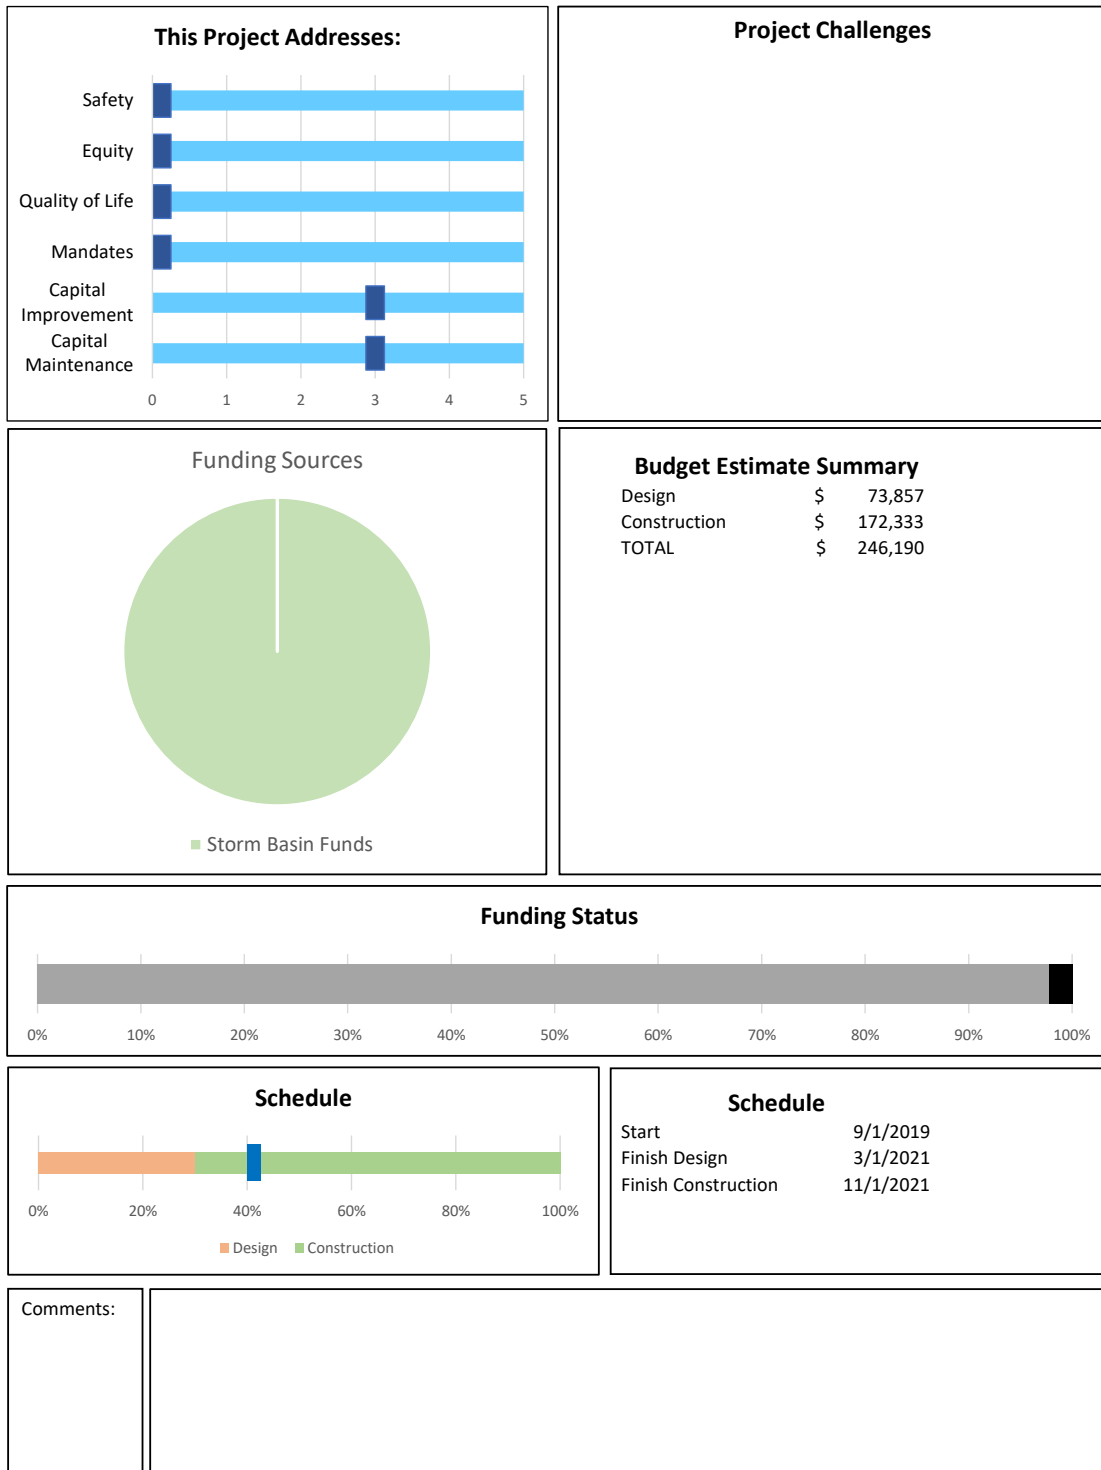 This Project Addresses:
Safety
Equity
Quality of Life
Mandates
Capital
Improvement
Capital
Maintenance
0 1 2 3 4 5
Project Challenges
Funding Sources
Storm Basin Funds
Budget Estimate Summary
Design $ 73,857
Construction $ 172,333
TOTAL $ 246,190
Funding Status
0% 10% 20% 30% 40% 50% 60% 70% 80% 90% 100%
Schedule
0% 20% 40% 60% 80% 100%
Design Construction
Schedule
Start 9/1/2019
Finish Design 3/1/2021
Finish Construction 11/1/2021
Comments: